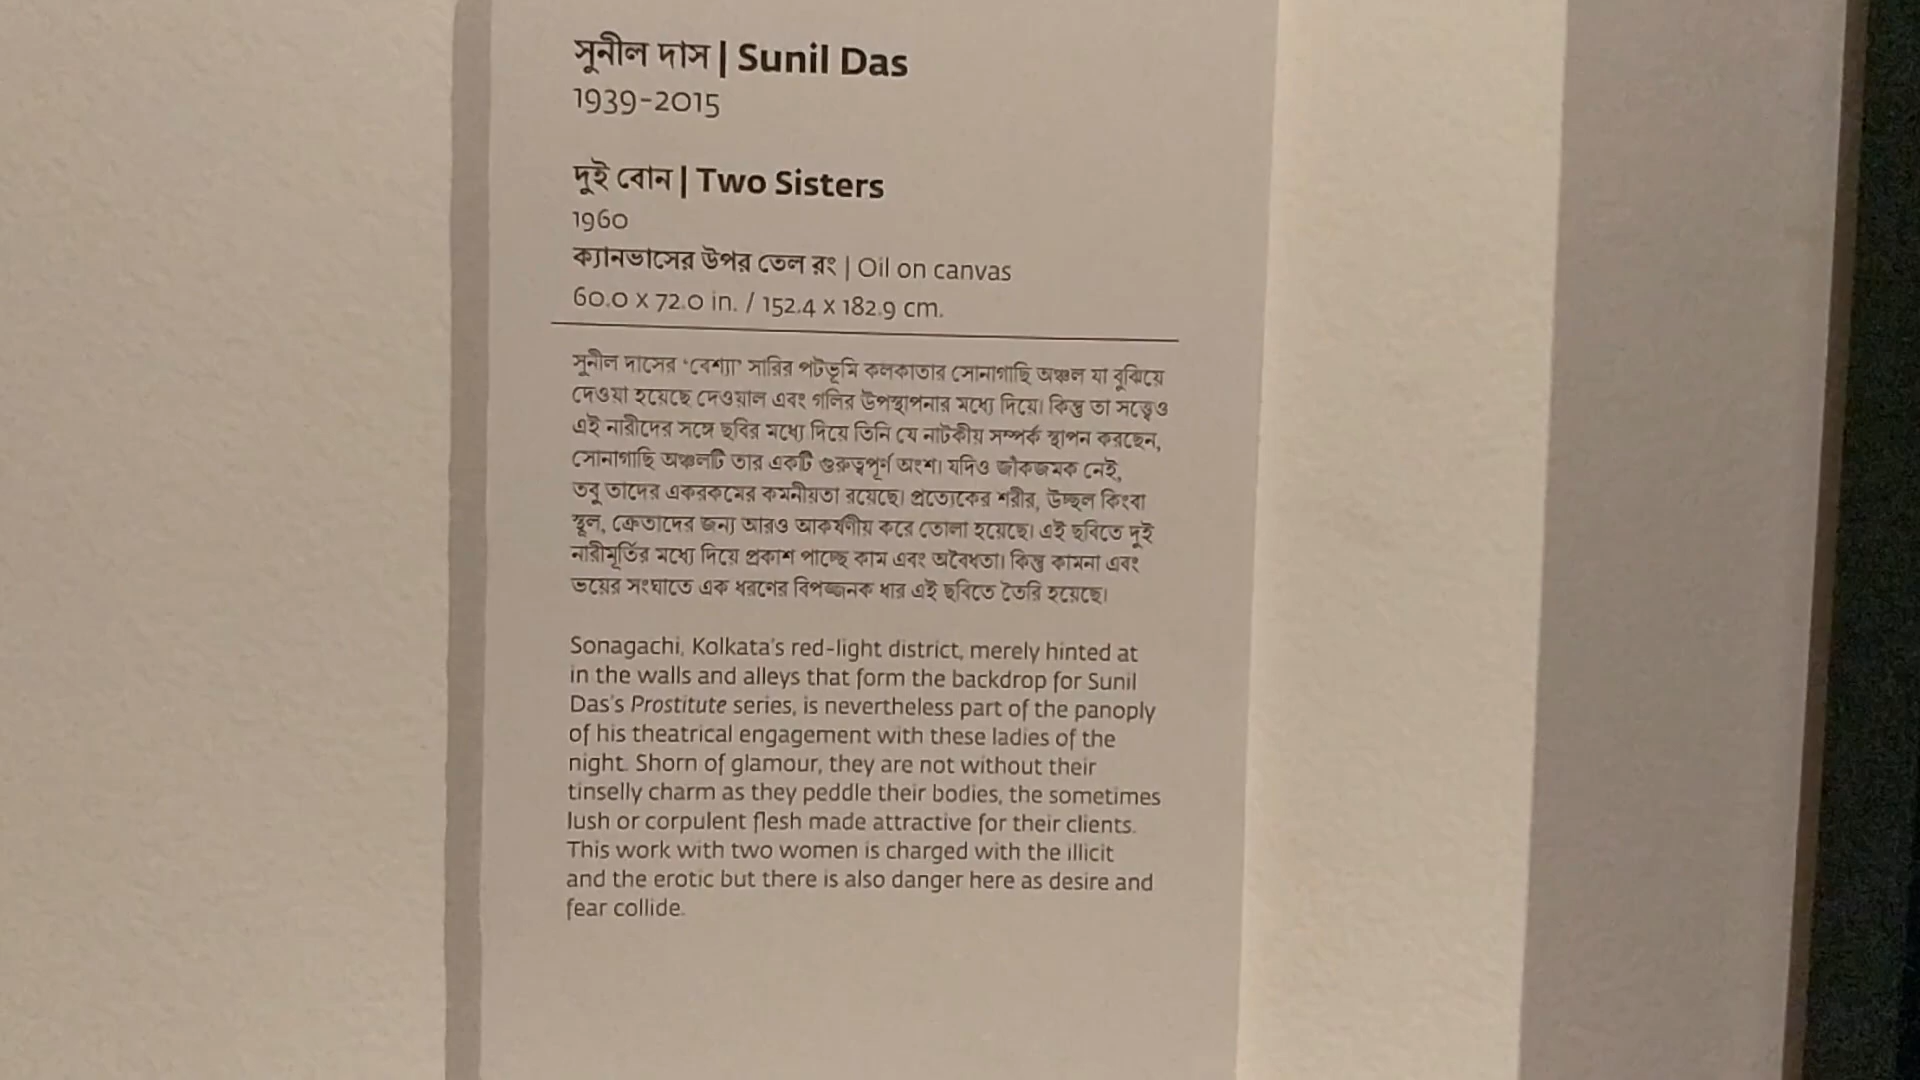 সুনীল দাস | Sunil Das
1939-2015
দুই বোন | Two Sisters
1960
ক্যানভাসের উপর তেল রং | Oil on canvas
60.0 x 72.0 in. / 152.4 x 182.9 cm.
সুনীল দাসের ‘বেশ্যা’ সারির পটভূমি কলকাতার সোনাগাছি অঞ্চল যা বুঝিয়ে
দেওয়া হয়েছে দেওয়াল এবং গলির উপস্থাপনার মধ্যে দিয়ে। কিন্তু তা সত্ত্বেও
এই নারীদের সঙ্গে ছবির মধ্যে দিয়ে তিনি যে নাটকীয় সম্পর্ক স্থাপন করছেন,
সোনাগাছি অঞ্চলটি তার একটি গুরুত্বপূর্ণ অংশ। যদিও জাঁকজমক নেই,
তবু তাদের একরকমের কমনীয়তা রয়েছে। প্রত্যেকের শরীর, উচ্ছল কিংবা
স্থূল, ক্রেতাদের জন্য আরও আকর্ষণীয় করে তোলা হয়েছে। এই ছবিতে দুই
নারীমূর্তির মধ্যে দিয়ে প্রকাশ পাচ্ছে কাম এবং অবৈধতা। কিন্তু কামনা এবং
ভয়ের সংঘাতে এক ধরণের বিপজ্জনক ধার এই ছবিতে তৈরি হয়েছে।
Sonagachi, Kolkata's red-light district, merely hinted at
in the walls and alleys that form the backdrop for Sunil
Das's Prostitute series, is nevertheless part of the panoply
of his theatrical engagement with these ladies of the
night. Shorn of glamour, they are not without their
tinselly charm as they peddle their bodies, the sometimes
lush or corpulent flesh made attractive for their clients.
This work with two women is charged with the illicit
and the erotic but there is also danger here as desire and
fear collide.